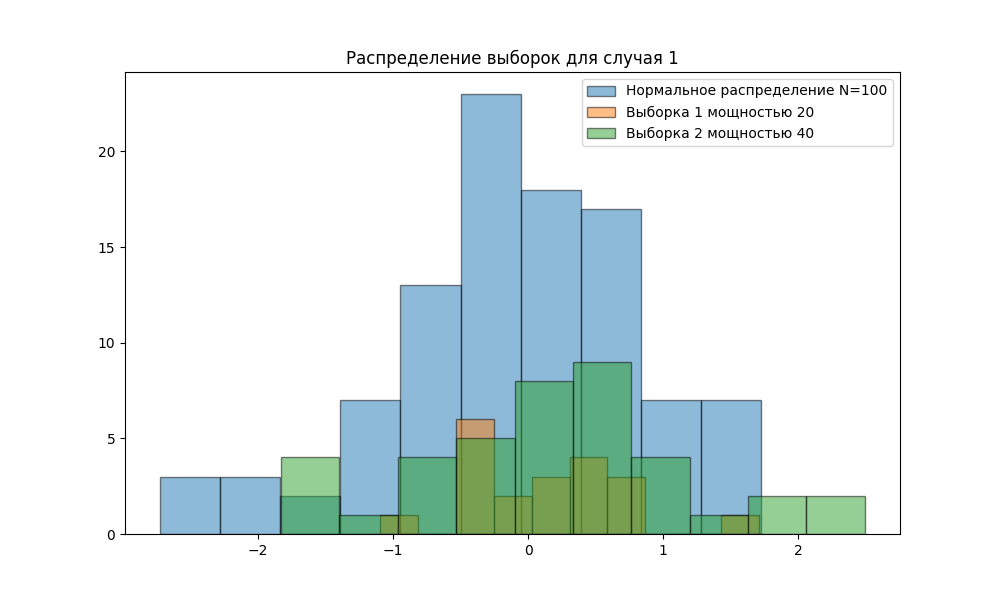 Распределение выборок для случая 1
Нормальное распределение N=100
Выборка 1 мощностью 20
Выборка 2 мощностью 40
20
15
10
5
0
−2 −1 0 1 2